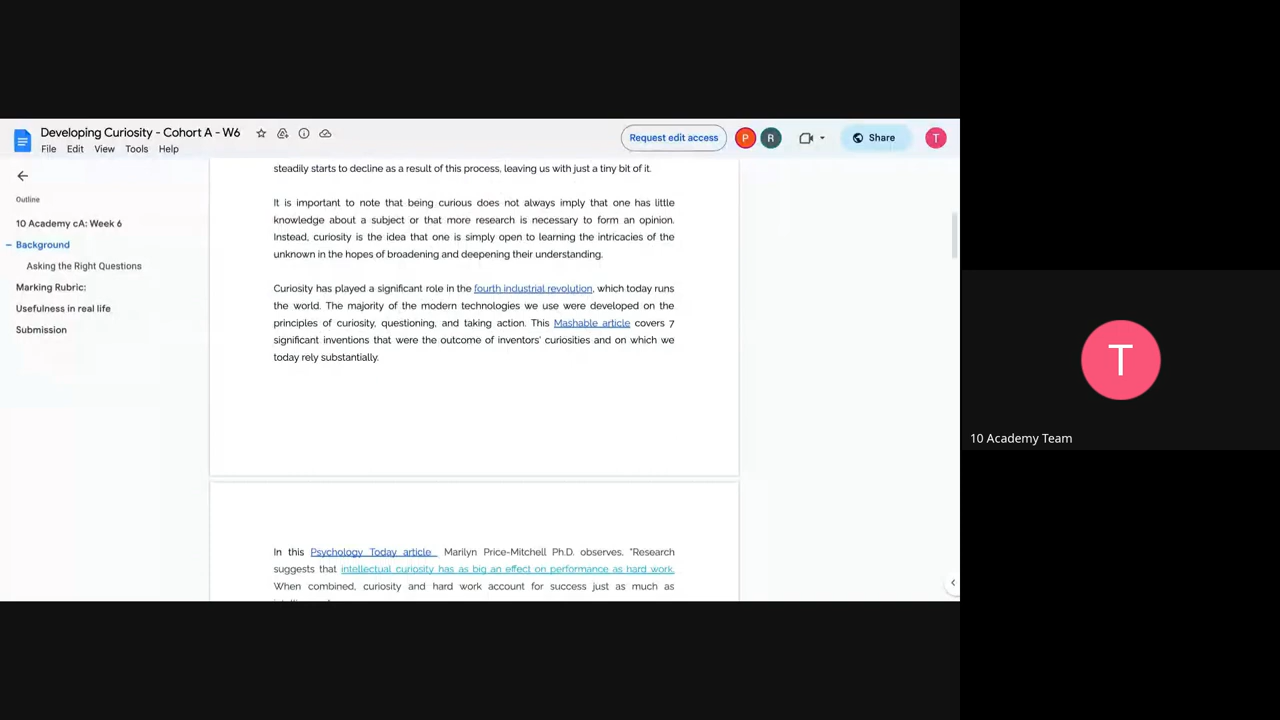 Developing Curiosity - Cohort A - W6
File Edit View Tools Help
Request edit access
P
R
Share
T
Outline
10 Academy cA: Week 6
Background
Asking the Right Questions
Marking Rubric:
Usefulness in real life
Submission
steadily starts to decline as a result of this process, leaving us with just a tiny bit of it.
It is important to note that being curious does not always imply that one has little
knowledge about a subject or that more research is necessary to form an opinion.
Instead, curiosity is the idea that one is simply open to learning the intricacies of the
unknown in the hopes of broadening and deepening their understanding.
Curiosity has played a significant role in the fourth industrial revolution, which today runs
the world. The majority of the modern technologies we use were developed on the
principles of curiosity, questioning, and taking action. This Mashable article covers 7
significant inventions that were the outcome of inventors' curiosities and on which we
today rely substantially.
In this Psychology Today article Marilyn Price-Mitchell Ph.D. observes, "Research
suggests that intellectual curiosity has as big an effect on performance as hard work.
When combined, curiosity and hard work account for success just as much as
T
10 Academy Team